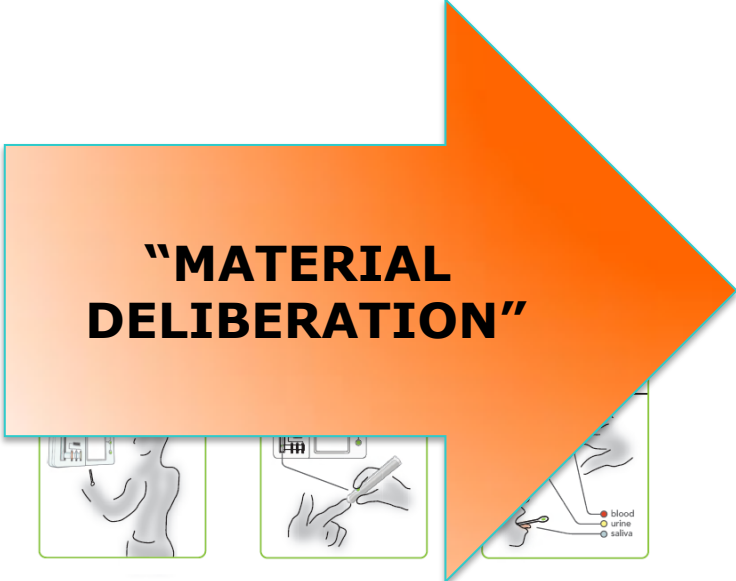 “MATERIAL
DELIBERATION”
blood
urine
saliva